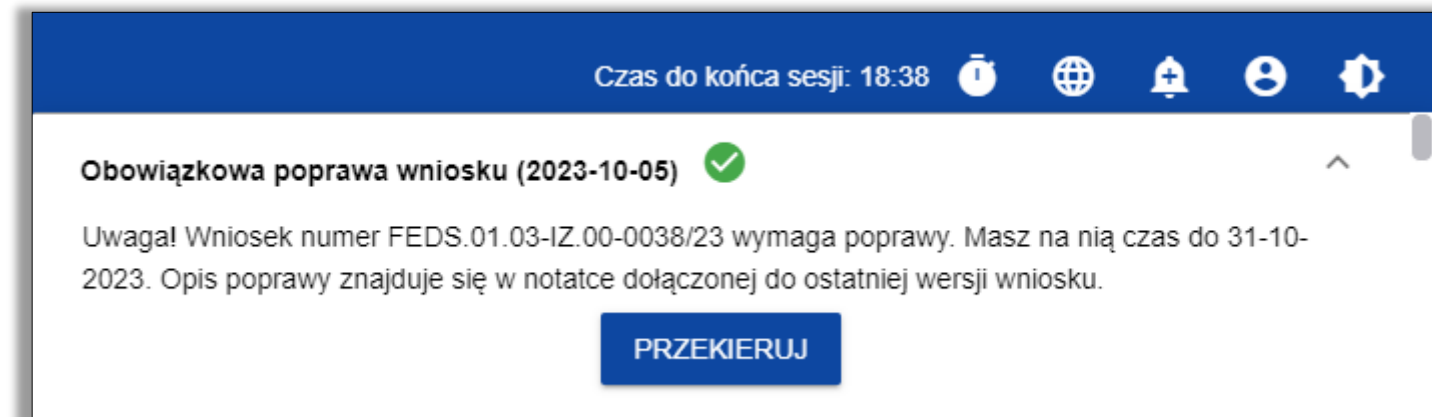 Czas do końca sesji: 18:38
Obowiązkowa poprawa wniosku (2023-10-05)
Uwaga! Wniosek numer FEDS.01.03-IZ.00-0038/23 wymaga poprawy. Masz na nią czas do 31-10-
2023. Opis poprawy znajduje się w notatce dołączonej do ostatniej wersji wniosku.
PRZEKIERUJ